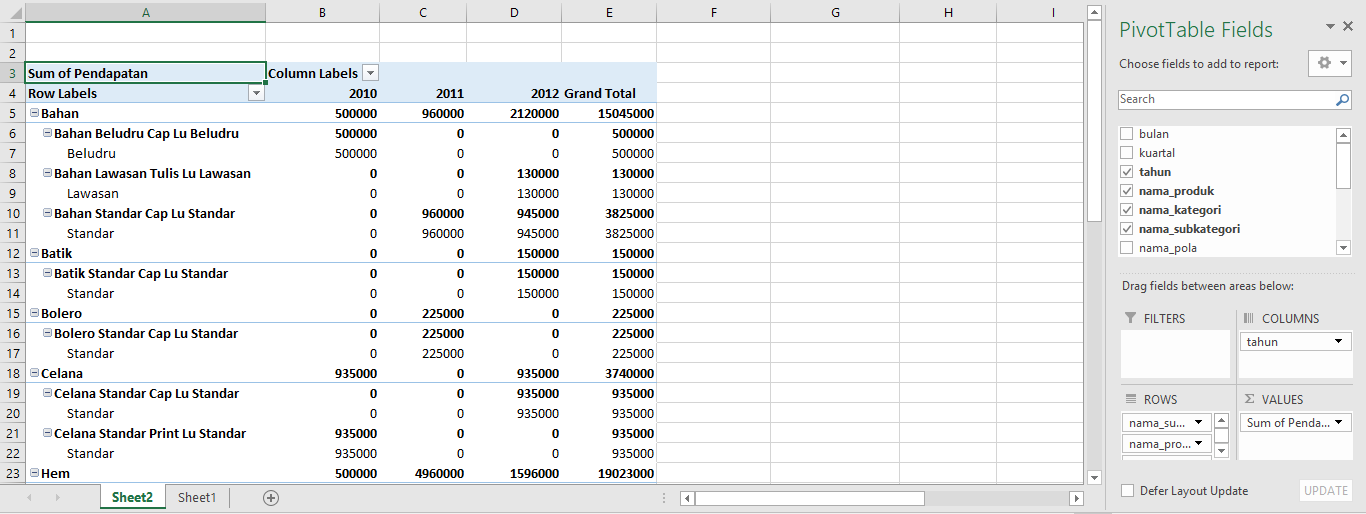 A B C D E F G H I
1
2
3 Sum of Pendapatan Column Labels
4 Row Labels 2010 2011 2012 Grand Total
5 Bahan 500000 960000 2120000 15045000
6 Bahan Beludru Cap Lu Beludru 500000 0 0 500000
7 Beludru 500000 0 0 500000
8 Bahan Lawasan Tulis Lu Lawasan 0 0 130000 130000
9 Lawasan 0 0 130000 130000
10 Bahan Standar Cap Lu Standar 0 960000 945000 3825000
11 Standar 0 960000 945000 3825000
12 Batik 0 0 150000 150000
13 Batik Standar Cap Lu Standar 0 0 150000 150000
14 Standar 0 0 150000 150000
15 Bolero 0 225000 0 225000
16 Bolero Standar Cap Lu Standar 0 225000 0 225000
17 Standar 0 225000 0 225000
18 Celana 935000 0 935000 3740000
19 Celana Standar Cap Lu Standar 0 0 935000 935000
20 Standar 0 0 935000 935000
21 Celana Standar Print Lu Standar 935000 0 0 935000
22 Standar 935000 0 0 935000
23 Hem 500000 4960000 1596000 19023000
Sheet2 Sheet1
PivotTable Fields
Choose fields to add to report:
Search
bulan
kuartal
tahun
nama_produk
nama_kategori
nama_subkategori
nama_pola
Drag fields between areas below:
FILTERS COLUMNS
tahun
ROWS Σ VALUES
nama_su... Sum of Penda...
nama_pro...
Defer Layout Update UPDATE